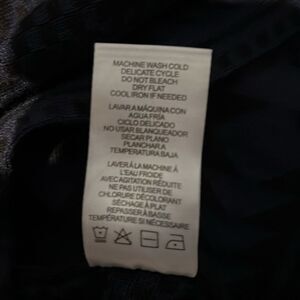 MACHINE WASH COLD
DELICATE CYCLE
DO NOT BLEACH
DRY FLAT
COOL IRON IF NEEDED
LAVAR A MÁQUINA CON
AGUA FRÍA
CICLO DELICADO
NO USAR BLANQUEADOR
SECAR PLANO
PLANCHAR A
TEMPERATURA BAJA
LAVER À LA MACHINE À
L'EAU FROIDE
AVEC AGITATION RÉDUITE
NE PAS UTILISER DE
CHLORURE DÉCOLORANT
SÉCHAGE À PLAT
REPASSER À BASSE
TEMPÉRATURE SI NÉCESSAIRE